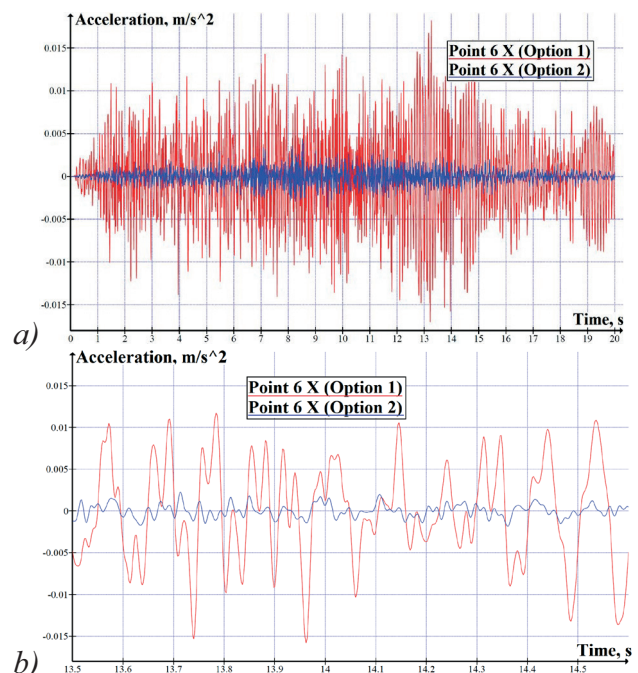 Acceleration, m/s^2
Point 6 X (Option 1)
Point 6 X (Option 2)
0.015
0.01
0.005
0
-0.005
-0.01
-0.015
Time, s
a)
0 1 2 3 4 5 6 7 8 9 10 11 12 13 14 15 16 17 18 19 20
Acceleration, m/s^2
Point 6 X (Option 1)
Point 6 X (Option 2)
0.015
0.01
0.005
0
-0.005
-0.01
-0.015
Time, s
b)
13.5 13.6 13.7 13.8 13.9 14 14.1 14.2 14.3 14.4 14.5